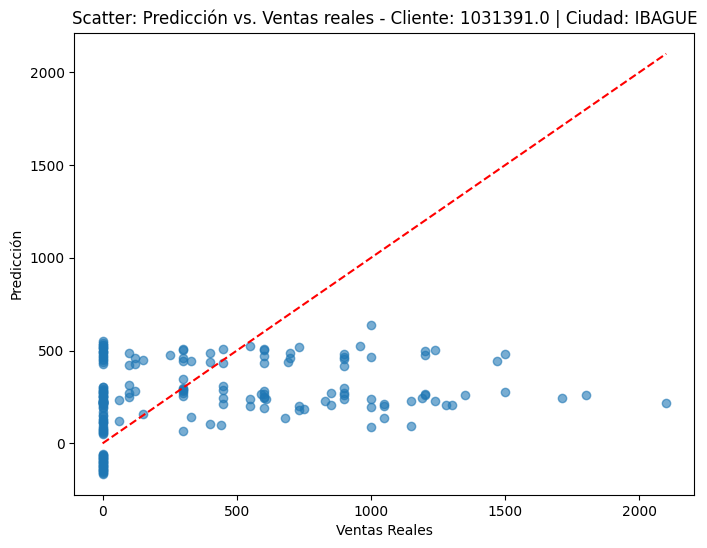 Scatter: Predicción vs. Ventas reales - Cliente: 1031391.0 | Ciudad: IBAGUE
2000
1500
1000
500
0
Predicción
0 500 1000 1500 2000
Ventas Reales